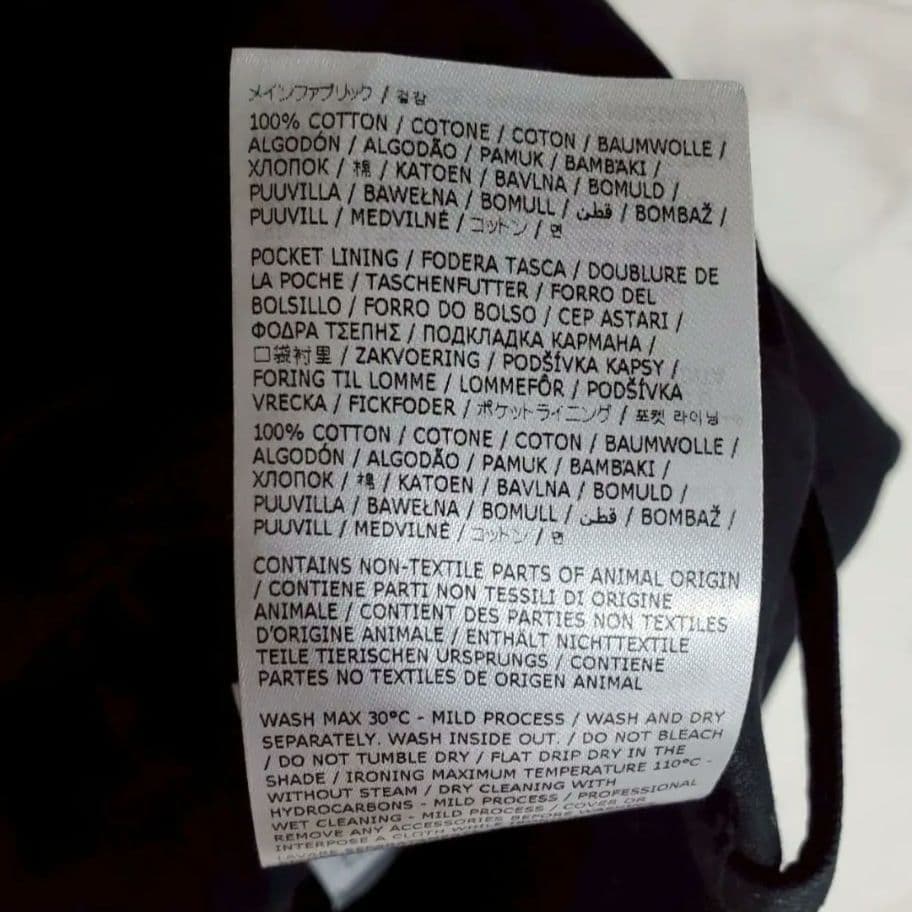 メインファブリック / 겉감
100% COTTON / COTONE / COTON / BAUMWOLLE /
ALGODÓN / ALGODÃO / PAMUK / BAMBAKI /
ХЛОПОК / 棉 / KATOEN / BAVLNA / BOMULD /
PUUVILLA / BAWEŁNA / BOMULL / قطن / BOMBAŽ /
PUUVILL / MEDVILNĖ / コットン / 면
POCKET LINING / FODERA TASCA / DOUBLURE DE
LA POCHE / TASCHENFUTTER / FORRO DEL
BOLSILLO / FORRO DO BOLSO / CEP ASTARI /
ΦΟΔΡΑ ΤΣΕΠΗΣ / ПОДКЛАДКА КАРМАНА /
口袋衬里 / ZAKVOERING / PODŠÍVKA KAPSY /
FORING TIL LOMME / LOMMEFÔR / PODŠÍVKA
VRECKA / FICKFODER / ポケットライニング / 포켓 라이닝
100% COTTON / COTONE / COTON / BAUMWOLLE /
ALGODÓN / ALGODÃO / PAMUK / BAMBAKI /
ХЛОПОК / 棉 / KATOEN / BAVLNA / BOMULD /
PUUVILLA / BAWEŁNA / BOMULL / قطن / BOMBAŽ /
PUUVILL / MEDVILNĖ / コットン / 면
CONTAINS NON-TEXTILE PARTS OF ANIMAL ORIGIN
/ CONTIENE PARTI NON TESSILI DI ORIGINE
ANIMALE / CONTIENT DES PARTIES NON TEXTILES
D'ORIGINE ANIMALE / ENTHÄLT NICHTTEXTILE
TEILE TIERISCHEN URSPRUNGS / CONTIENE
PARTES NO TEXTILES DE ORIGEN ANIMAL
WASH MAX 30°C - MILD PROCESS / WASH AND DRY
SEPARATELY. WASH INSIDE OUT. / DO NOT BLEACH
/ DO NOT TUMBLE DRY / FLAT DRIP DRY IN THE
SHADE / IRONING MAXIMUM TEMPERATURE 110°C -
WITHOUT STEAM / DRY CLEANING WITH
HYDROCARBONS - MILD PROCESS / PROFESSIONAL
WET CLEANING - MILD PROCESS / COVER OR
REMOVE ANY ACCESSORIES BEFORE
INTERPOSE A CLOTH WHILE